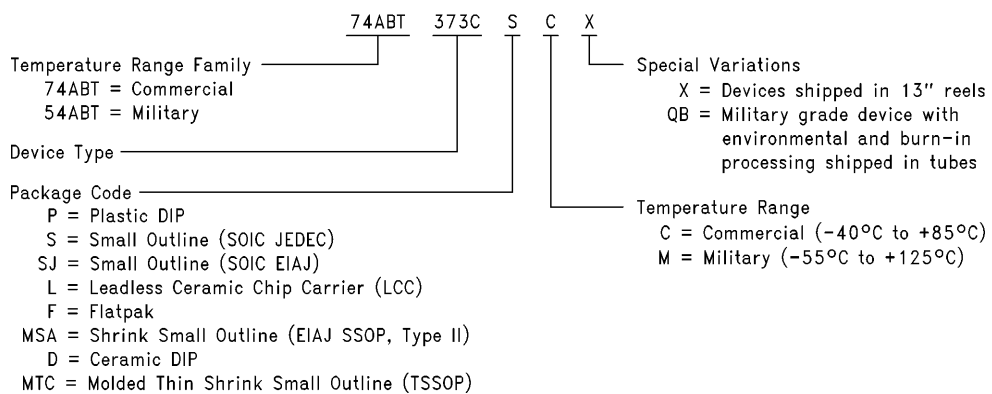 74ABT 373C S C X
Temperature Range Family
74ABT = Commercial
54ABT = Military
Device Type
Package Code
P = Plastic DIP
S = Small Outline (SOIC JEDEC)
SJ = Small Outline (SOIC EIAJ)
L = Leadless Ceramic Chip Carrier (LCC)
F = Flatpak
MSA = Shrink Small Outline (EIAJ SSOP, Type II)
D = Ceramic DIP
MTC = Molded Thin Shrink Small Outline (TSSOP)
Special Variations
X = Devices shipped in 13" reels
QB = Military grade device with
environmental and burn-in
processing shipped in tubes
Temperature Range
C = Commercial (-40°C to +85°C)
M = Military (-55°C to +125°C)